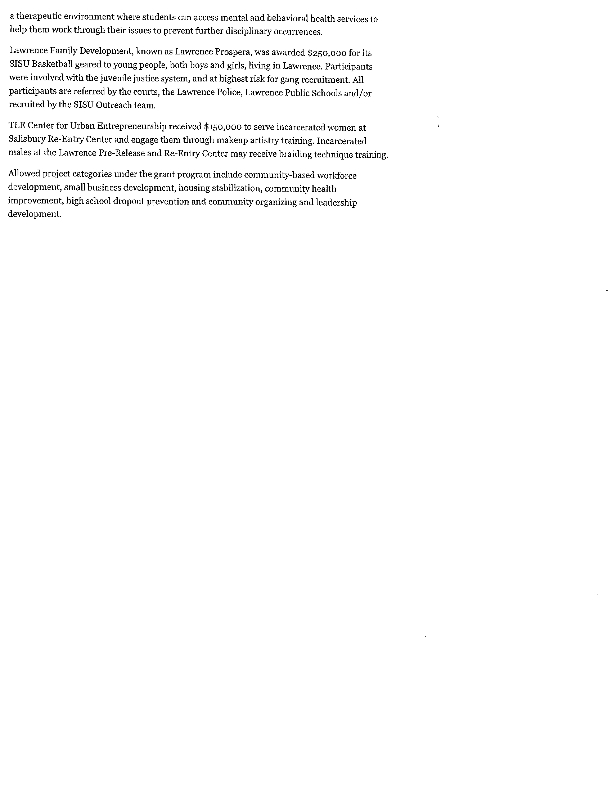 a therapeutic environment where students can access mental and behavioral health services to
help them work through their issues to prevent further disciplinary occurrences.
Lawrence Family Development, known as Lawrence Prospera, was awarded $250,000 for its
SISU Basketball geared to young people, both boys and girls, living in Lawrence. Participants
were involved with the juvenile justice system, and at highest risk for gang recruitment. All
participants are referred by the courts, the Lawrence Police, Lawrence Public Schools and/or
recruited by the SISU Outreach team.
TLE Center for Urban Entrepreneurship received $150,000 to serve incarcerated women at
Salisbury Re-Entry Center and engage them through makeup artistry training. Incarcerated
males at the Lawrence Pre-Release and Re-Entry Center may receive braiding technique training.
Allowed project categories under the grant program include community-based workforce
development, small business development, housing stabilization, community health
improvement, high school dropout prevention and community organizing and leadership
development.